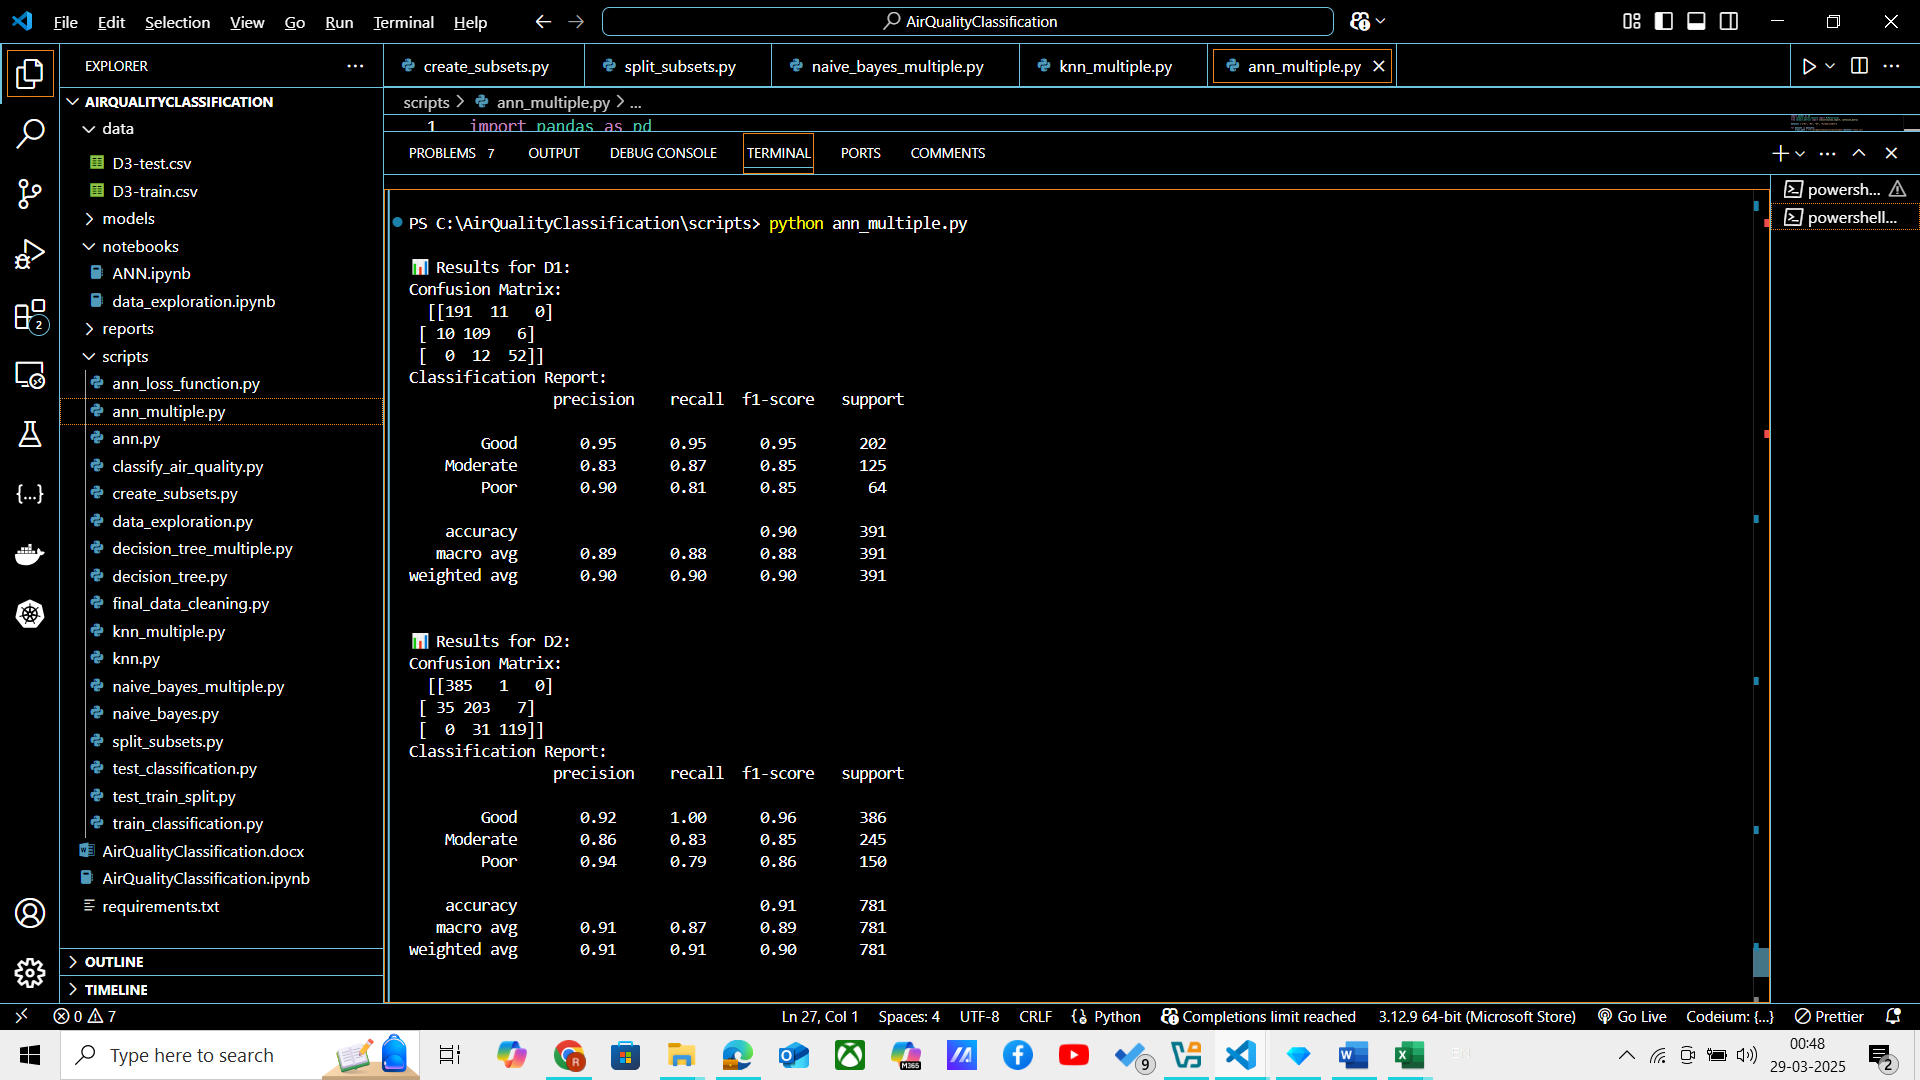 File Edit Selection View Go Run Terminal Help
AirQualityClassification
EXPLORER
AIRQUALITYCLASSIFICATION
data
D3-test.csv
D3-train.csv
models
notebooks
ANN.ipynb
data_exploration.ipynb
reports
scripts
ann_loss_function.py
ann_multiple.py
ann.py
classify_air_quality.py
create_subsets.py
data_exploration.py
decision_tree_multiple.py
decision_tree.py
final_data_cleaning.py
knn_multiple.py
knn.py
naive_bayes_multiple.py
naive_bayes.py
split_subsets.py
test_classification.py
test_train_split.py
train_classification.py
AirQualityClassification.docx
AirQualityClassification.ipynb
requirements.txt
OUTLINE
TIMELINE
2
create_subsets.py split_subsets.py naive_bayes_multiple.py knn_multiple.py ann_multiple.py
scripts > ann_multiple.py > ...
1 import pandas as pd
PROBLEMS 7 OUTPUT DEBUG CONSOLE TERMINAL PORTS COMMENTS
powersh...
powershell...
PS C:\AirQualityClassification\scripts> python ann_multiple.py
📊 Results for D1:
Confusion Matrix:
[[191 11 0]
[ 10 109 6]
[ 0 12 52]]
Classification Report:
precision recall f1-score support
Good 0.95 0.95 0.95 202
Moderate 0.83 0.87 0.85 125
Poor 0.90 0.81 0.85 64
accuracy 0.90 391
macro avg 0.89 0.88 0.88 391
weighted avg 0.90 0.90 0.90 391
📊 Results for D2:
Confusion Matrix:
[[385 1 0]
[ 35 203 7]
[ 0 31 119]]
Classification Report:
precision recall f1-score support
Good 0.92 1.00 0.96 386
Moderate 0.86 0.83 0.85 245
Poor 0.94 0.79 0.86 150
accuracy 0.91 781
macro avg 0.91 0.87 0.89 781
weighted avg 0.91 0.91 0.90 781
0 7 Ln 27, Col 1 Spaces: 4 UTF-8 CRLF Python Completions limit reached 3.12.9 64-bit (Microsoft Store) Go Live Codeium: {...} Prettier
Type here to search
M365
9
00:48
29-03-2025
2